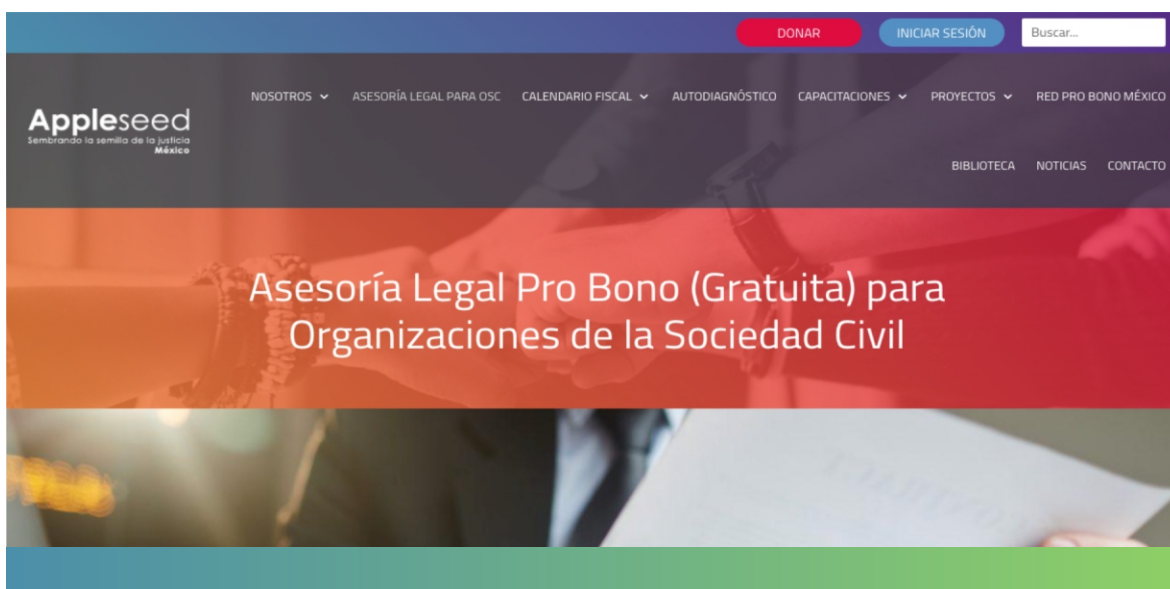 DONAR
INICIAR SESIÓN
Buscar...
NOSOTROS
ASESORÍA LEGAL PARA OSC
CALENDARIO FISCAL
AUTODIAGNÓSTICO
CAPACITACIONES
PROYECTOS
RED PRO BONO MÉXICO
Appleseed
Sembrando la semilla de la justicia
México
BIBLIOTECA
NOTICIAS
CONTACTO
Asesoría Legal Pro Bono (Gratuita) para
Organizaciones de la Sociedad Civil